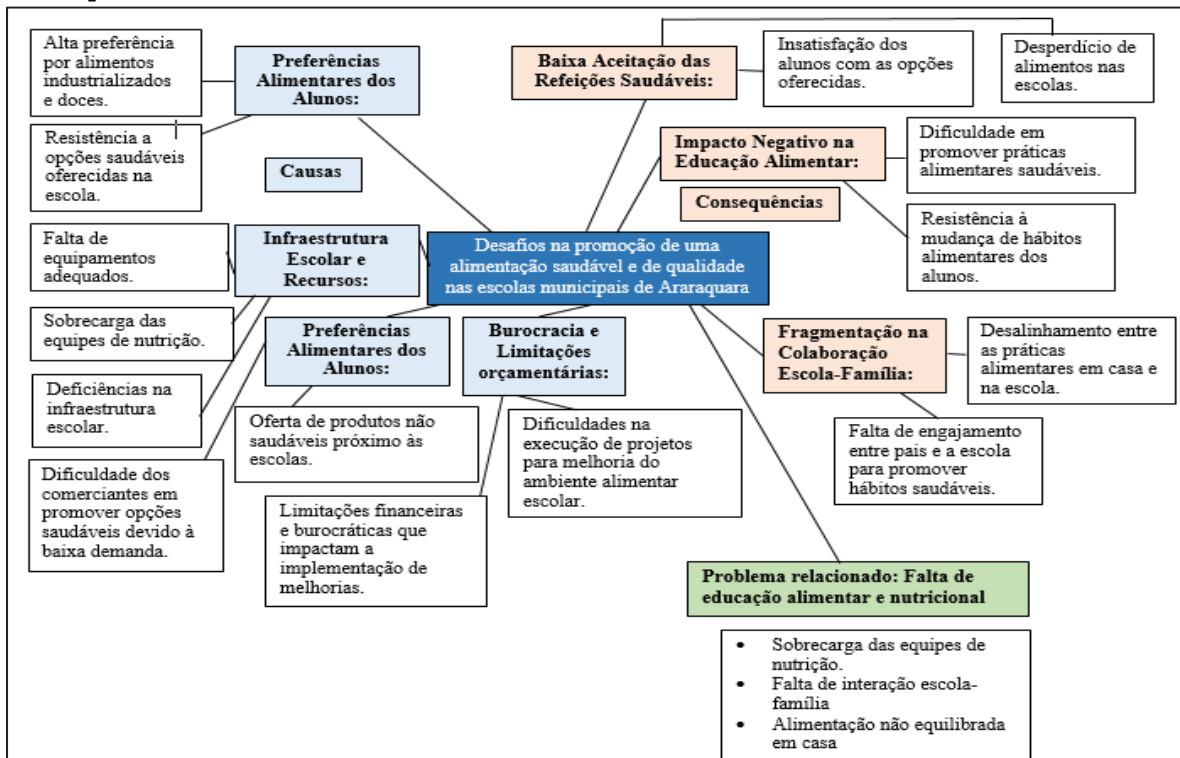 Alta preferência
por alimentos
industrializados
e doces.
Preferências
Alimentares dos
Alunos:
Resistência a
opções saudáveis
oferecidas na
escola.
Causas
Baixa Aceitação das
Refeições Saudáveis:
Insatisfação dos
alunos com as opções
oferecidas.
Desperdício de
alimentos nas
escolas.
Impacto Negativo na
Educação Alimentar:
Dificuldade em
promover práticas
alimentares saudáveis.
Consequências
Resistência à
mudança de hábitos
alimentares dos
alunos.
Falta de
equipamentos
adequados.
Infraestrutura
Escolar e
Recursos:
Desafios na promoção de uma
alimentação saudável e de qualidade
nas escolas municipais de Araraquara
Sobrecarga das
equipes de nutrição.
Preferências
Alimentares dos
Alunos:
Burocracia e
Limitações
orçamentárias:
Fragmentação na
Colaboração
Escola-Família:
Desalinhamento entre
as práticas
alimentares em casa e
na escola.
Deficiências na
infraestrutura
escolar.
Oferta de produtos não
saudáveis próximo às
escolas.
Dificuldades na
execução de projetos
para melhoria do
ambiente alimentar
escolar.
Falta de engajamento
entre pais e a escola
para promover
hábitos saudáveis.
Dificuldade dos
comerciantes em
promover opções
saudáveis devido à
baixa demanda.
Limitações financeiras
e burocráticas que
impactam a
implementação de
melhorias.
Problema relacionado: Falta de
educação alimentar e nutricional
• Sobrecarga das equipes de
nutrição.
• Falta de interação escola-
família
• Alimentação não equilibrada
em casa